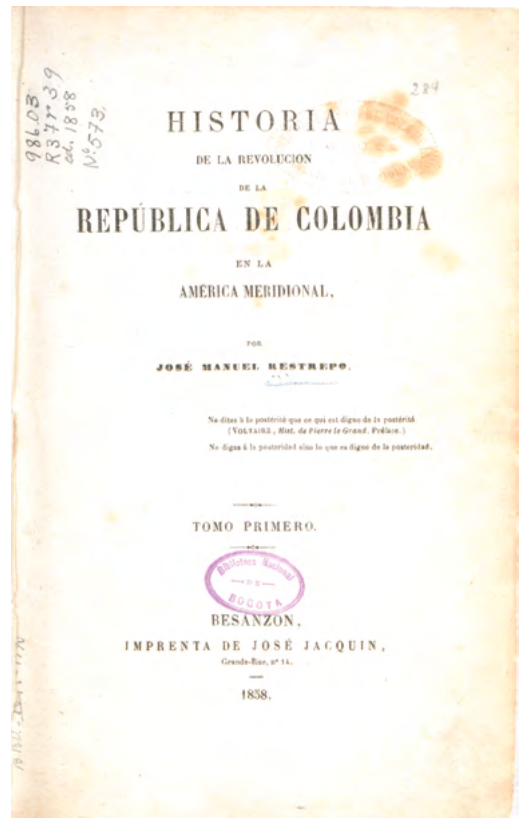 986.03
R37r39
ed. 1858
Nº 573.
289
HISTORIA
DE LA REVOLUCION
DE LA
REPÚBLICA DE COLOMBIA
EN LA
AMÉRICA MERIDIONAL,
POR
JOSÉ MANUEL RESTREPO.
Ne dites à la postérité que ce qui est digne de la postérité
(VOLTAIRE, Hist. de Pierre le Grand. Préface.)
No digas á la posteridad sino lo que es digno de la posteridad.
TOMO PRIMERO.
Biblioteca Nacional
DE
BOGOTA
BESANZON,
IMPRENTA DE JOSÉ JACQUIN,
Grande-Rue, nº 14.
1858.